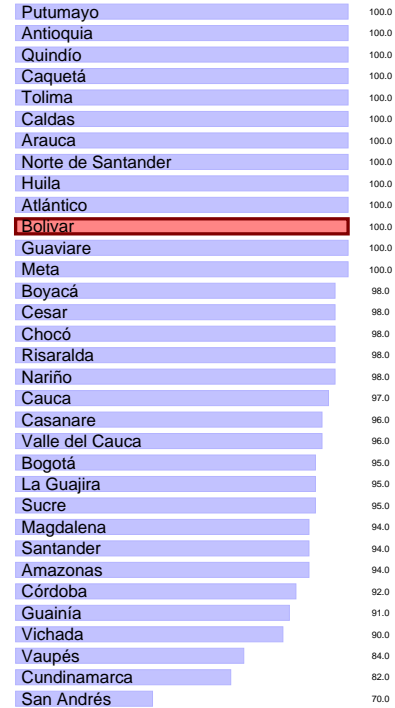 Putumayo 100.0
Antioquia 100.0
Quindío 100.0
Caquetá 100.0
Tolima 100.0
Caldas 100.0
Arauca 100.0
Norte de Santander 100.0
Huila 100.0
Atlántico 100.0
Bolivar 100.0
Guaviare 100.0
Meta 100.0
Boyacá 98.0
Cesar 98.0
Chocó 98.0
Risaralda 98.0
Nariño 98.0
Cauca 97.0
Casanare 96.0
Valle del Cauca 96.0
Bogotá 95.0
La Guajira 95.0
Sucre 95.0
Magdalena 94.0
Santander 94.0
Amazonas 94.0
Córdoba 92.0
Guainía 91.0
Vichada 90.0
Vaupés 84.0
Cundinamarca 82.0
San Andrés 70.0